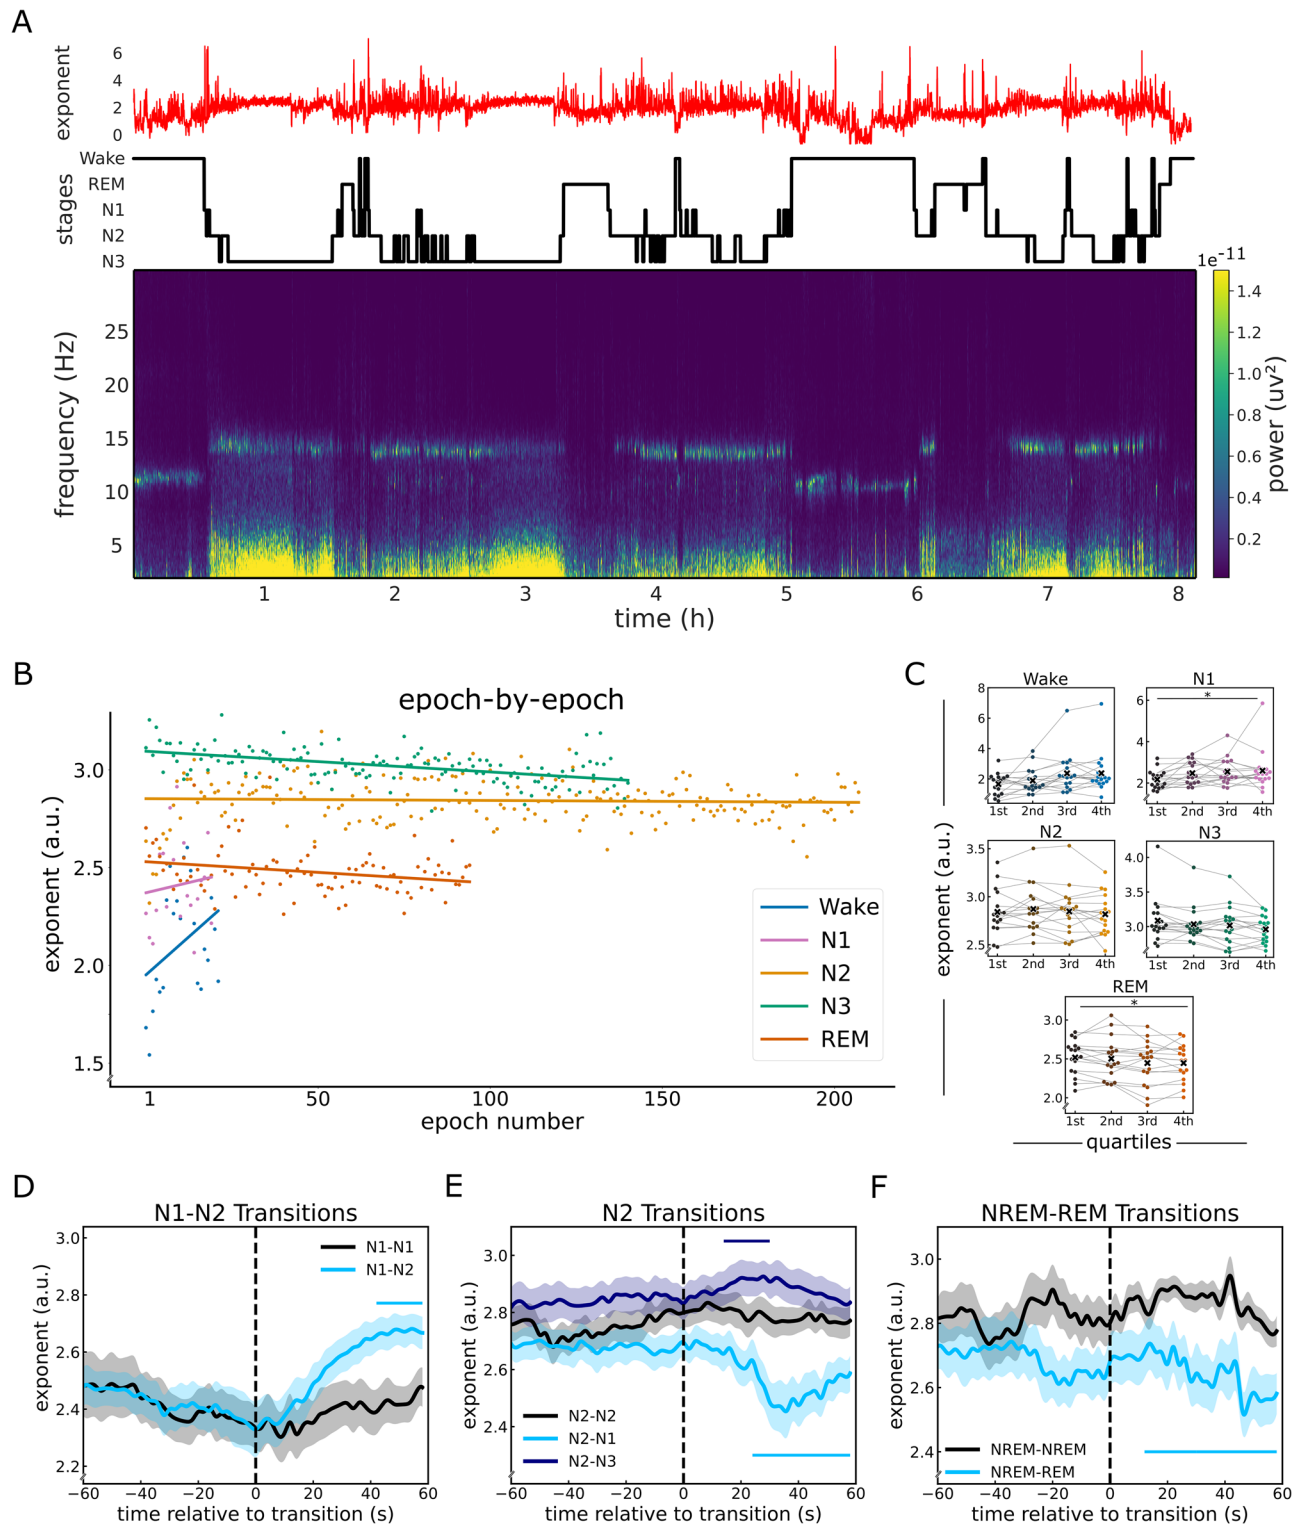 A
exponent
6
4
2
0
stages
Wake
REM
N1
N2
N3
1e-11
frequency (Hz)
25
20
15
10
5
1 2 3 4 5 6 7 8
time (h)
1.4
1.2
1.0
0.8
0.6
0.4
0.2
power (uv²)
B
epoch-by-epoch
exponent (a.u.)
3.0
2.5
2.0
1.5
1 50 100 150 200
epoch number
Wake
N1
N2
N3
REM
C
exponent (a.u.)
Wake
8
6
4
2
1st 2nd 3rd 4th
N1
*
6
4
2
1st 2nd 3rd 4th
N2
3.5
3.0
2.5
1st 2nd 3rd 4th
N3
4.0
3.5
3.0
1st 2nd 3rd 4th
REM
*
3.0
2.5
2.0
1st 2nd 3rd 4th
quartiles
D
N1-N2 Transitions
exponent (a.u.)
3.0
2.8
2.6
2.4
2.2
N1-N1
N1-N2
−60 −40 −20 0 20 40 60
time relative to transition (s)
E
N2 Transitions
exponent (a.u.)
3.0
2.8
2.6
2.4
N2-N2
N2-N1
N2-N3
−60 −40 −20 0 20 40 60
time relative to transition (s)
F
NREM-REM Transitions
exponent (a.u.)
3.0
2.8
2.6
2.4
NREM-NREM
NREM-REM
−60 −40 −20 0 20 40 60
time relative to transition (s)